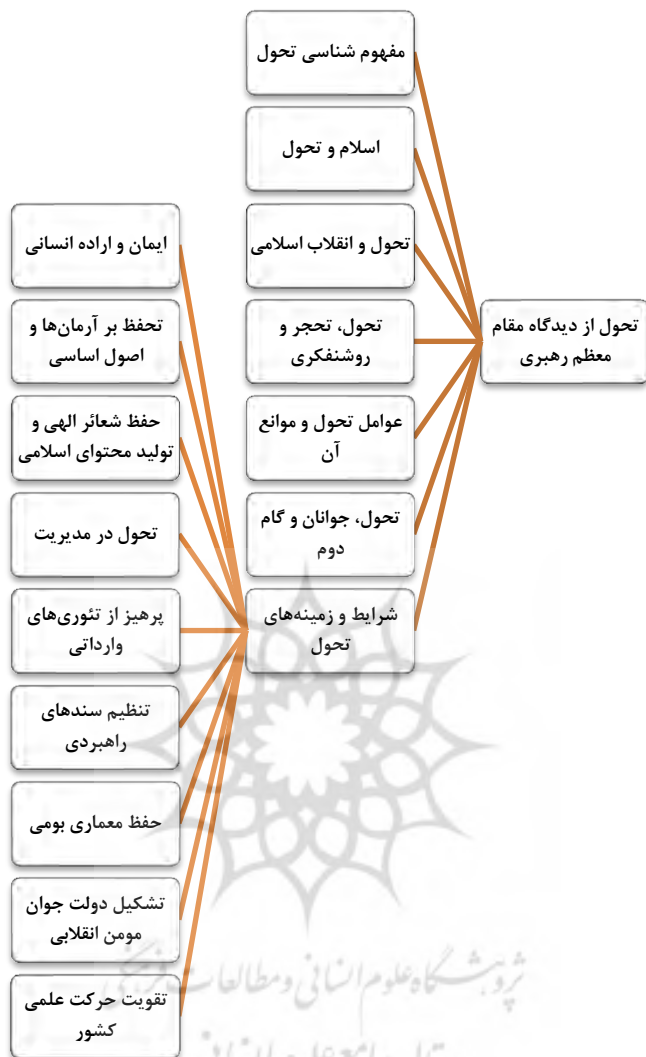 تحول از دیدگاه مقام
معظم رهبری
مفهوم شناسی تحول
اسلام و تحول
تحول و انقلاب اسلامی
تحول، تحجر و
روشنفکری
عوامل تحول و موانع
آن
تحول، جوانان و گام
دوم
شرایط و زمینه‌های
تحول
ایمان و اراده انسانی
تحفظ بر آرمان‌ها و
اصول اساسی
حفظ شعائر الهی و
تولید محتوای اسلامی
تحول در مدیریت
پرهیز از تئوری‌های
وارداتی
تنظیم سندهای
راهبردی
حفظ معماری بومی
تشکیل دولت جوان
مومن انقلابی
تقویت حرکت علمی
کشور
پژوهشگاه علوم انسانی و مطالعات فرهنگی